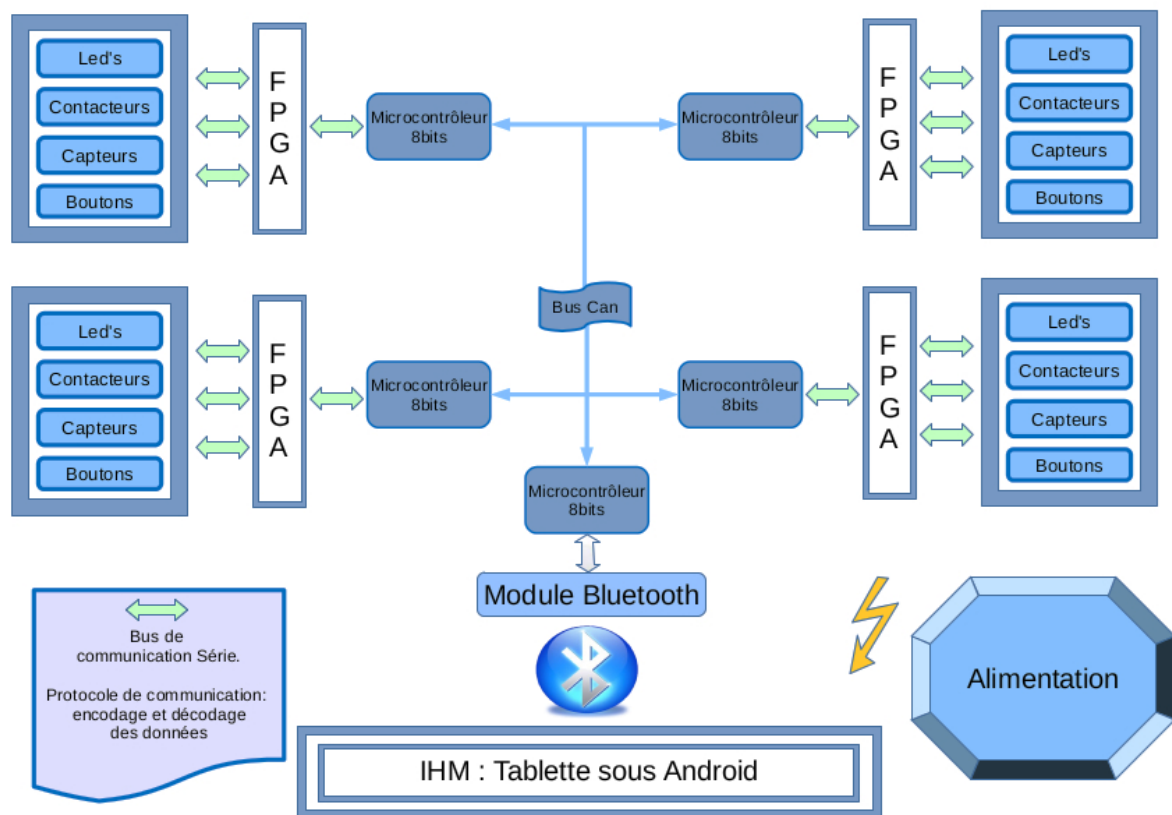 Led's
Contacteurs
Capteurs
Boutons
F
P
G
A
Microcontrôleur
8bits
Microcontrôleur
8bits
F
P
G
A
Led's
Contacteurs
Capteurs
Boutons
Bus Can
Led's
Contacteurs
Capteurs
Boutons
F
P
G
A
Microcontrôleur
8bits
Microcontrôleur
8bits
F
P
G
A
Led's
Contacteurs
Capteurs
Boutons
Microcontrôleur
8bits
Module Bluetooth
Bus de
communication Série.
Protocole de communication:
encodage et décodage
des données
Alimentation
IHM : Tablette sous Android